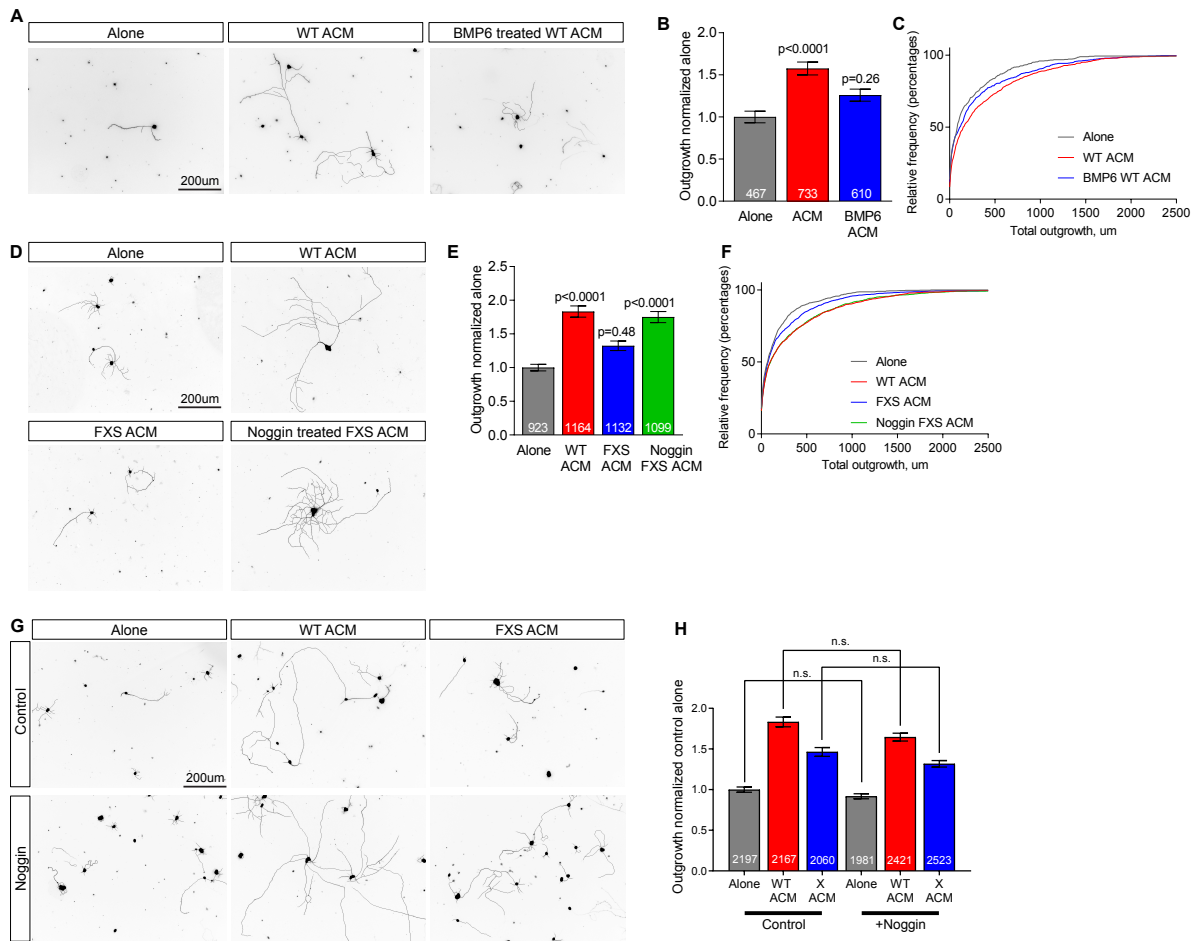 A
Alone
WT ACM
BMP6 treated WT ACM
200um
B
Outgrowth normalized alone
2.0
1.5
1.0
0.5
0.0
p<0.0001
p=0.26
467
733
610
Alone
ACM
BMP6
ACM
C
Relative frequency (percentages)
100
50
0
Alone
WT ACM
BMP6 WT ACM
0
500
1000
1500
2000
2500
Total outgrowth, um
D
Alone
WT ACM
200um
FXS ACM
Noggin treated FXS ACM
E
Outgrowth normalized alone
2.5
2.0
1.5
1.0
0.5
0.0
p<0.0001
p=0.48
p<0.0001
923
1164
1132
1099
Alone
WT
ACM
FXS
ACM
Noggin
FXS ACM
F
Relative frequency (percentages)
100
50
0
Alone
WT ACM
FXS ACM
Noggin FXS ACM
0
500
1000
1500
2000
2500
Total outgrowth, um
G
Alone
WT ACM
FXS ACM
Control
200um
Noggin
H
n.s.
n.s.
n.s.
Outgrowth normalized control alone
2.0
1.5
1.0
0.5
0.0
2197
2167
2060
1981
2421
2523
Alone
WT
ACM
X
ACM
Alone
WT
ACM
X
ACM
Control
+Noggin